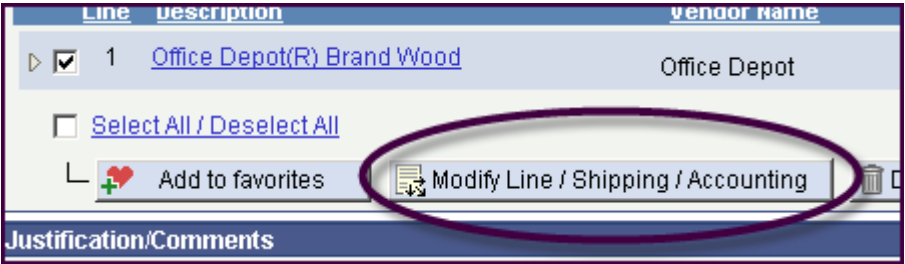 Line Description Vendor Name
1 Office Depot(R) Brand Wood Office Depot
Select All / Deselect All
Add to favorites Modify Line / Shipping / Accounting
Justification/Comments